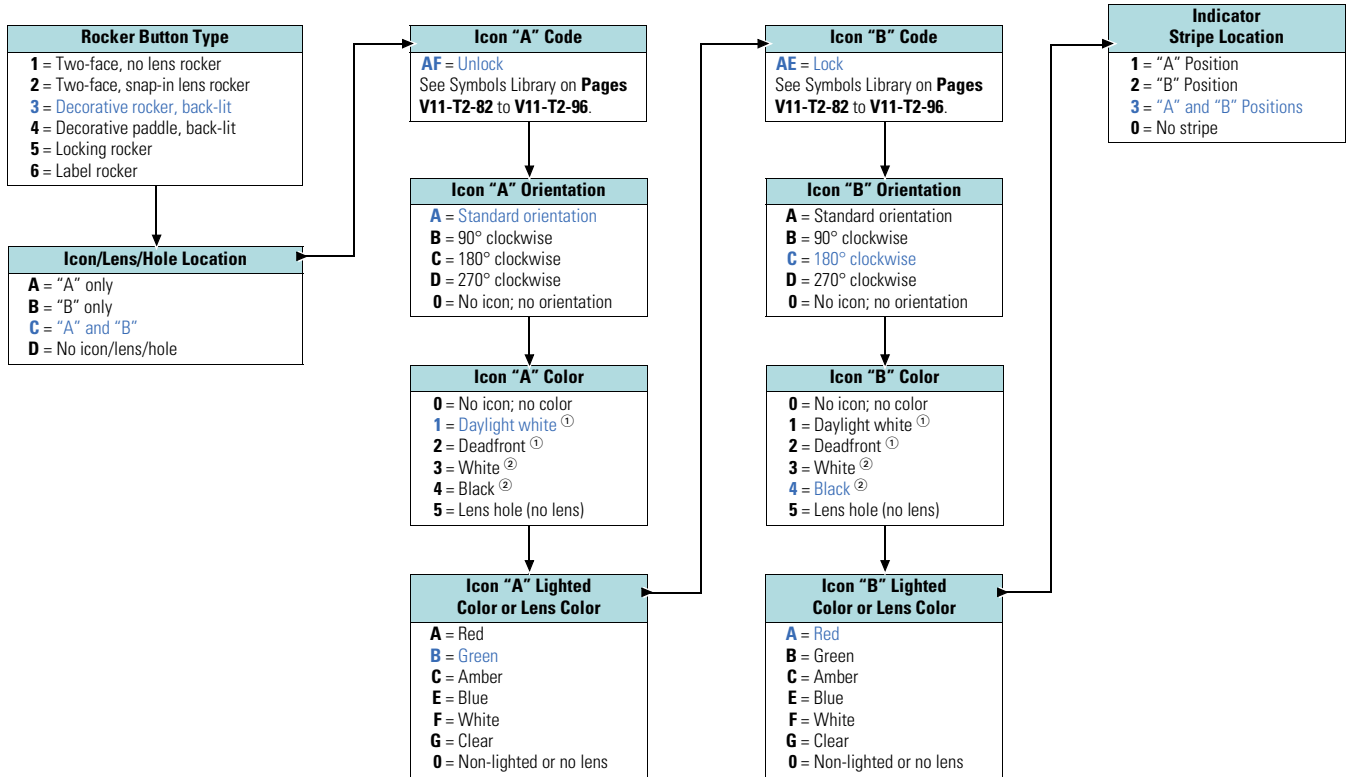 Rocker Button Type
1 = Two-face, no lens rocker
2 = Two-face, snap-in lens rocker
3 = Decorative rocker, back-lit
4 = Decorative paddle, back-lit
5 = Locking rocker
6 = Label rocker
Icon/Lens/Hole Location
A = “A” only
B = “B” only
C = “A” and “B”
D = No icon/lens/hole
Icon “A” Code
AF = Unlock
See Symbols Library on Pages
V11-T2-82 to V11-T2-96.
Icon “A” Orientation
A = Standard orientation
B = 90° clockwise
C = 180° clockwise
D = 270° clockwise
0 = No icon; no orientation
Icon “A” Color
0 = No icon; no color
1 = Daylight white ①
2 = Deadfront ①
3 = White ②
4 = Black ②
5 = Lens hole (no lens)
Icon “A” Lighted
Color or Lens Color
A = Red
B = Green
C = Amber
E = Blue
F = White
G = Clear
0 = Non-lighted or no lens
Icon “B” Code
AE = Lock
See Symbols Library on Pages
V11-T2-82 to V11-T2-96.
Icon “B” Orientation
A = Standard orientation
B = 90° clockwise
C = 180° clockwise
D = 270° clockwise
0 = No icon; no orientation
Icon “B” Color
0 = No icon; no color
1 = Daylight white ①
2 = Deadfront ①
3 = White ②
4 = Black ②
5 = Lens hole (no lens)
Icon “B” Lighted
Color or Lens Color
A = Red
B = Green
C = Amber
E = Blue
F = White
G = Clear
0 = Non-lighted or no lens
Indicator
Stripe Location
1 = “A” Position
2 = “B” Position
3 = “A” and “B” Positions
0 = No stripe